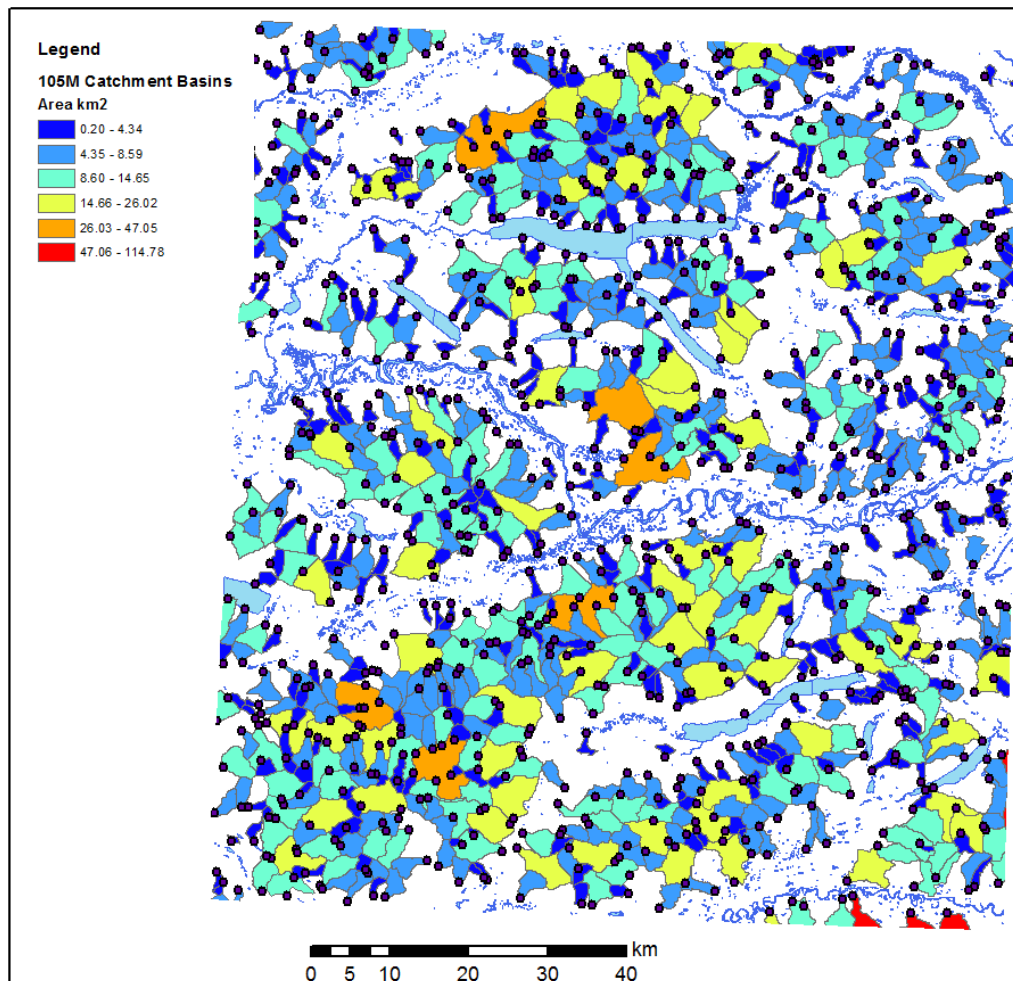 Legend
105M Catchment Basins
Area km2
0.20 - 4.34
4.35 - 8.59
8.60 - 14.65
14.66 - 26.02
26.03 - 47.05
47.06 - 114.78
km
0 5 10 20 30 40